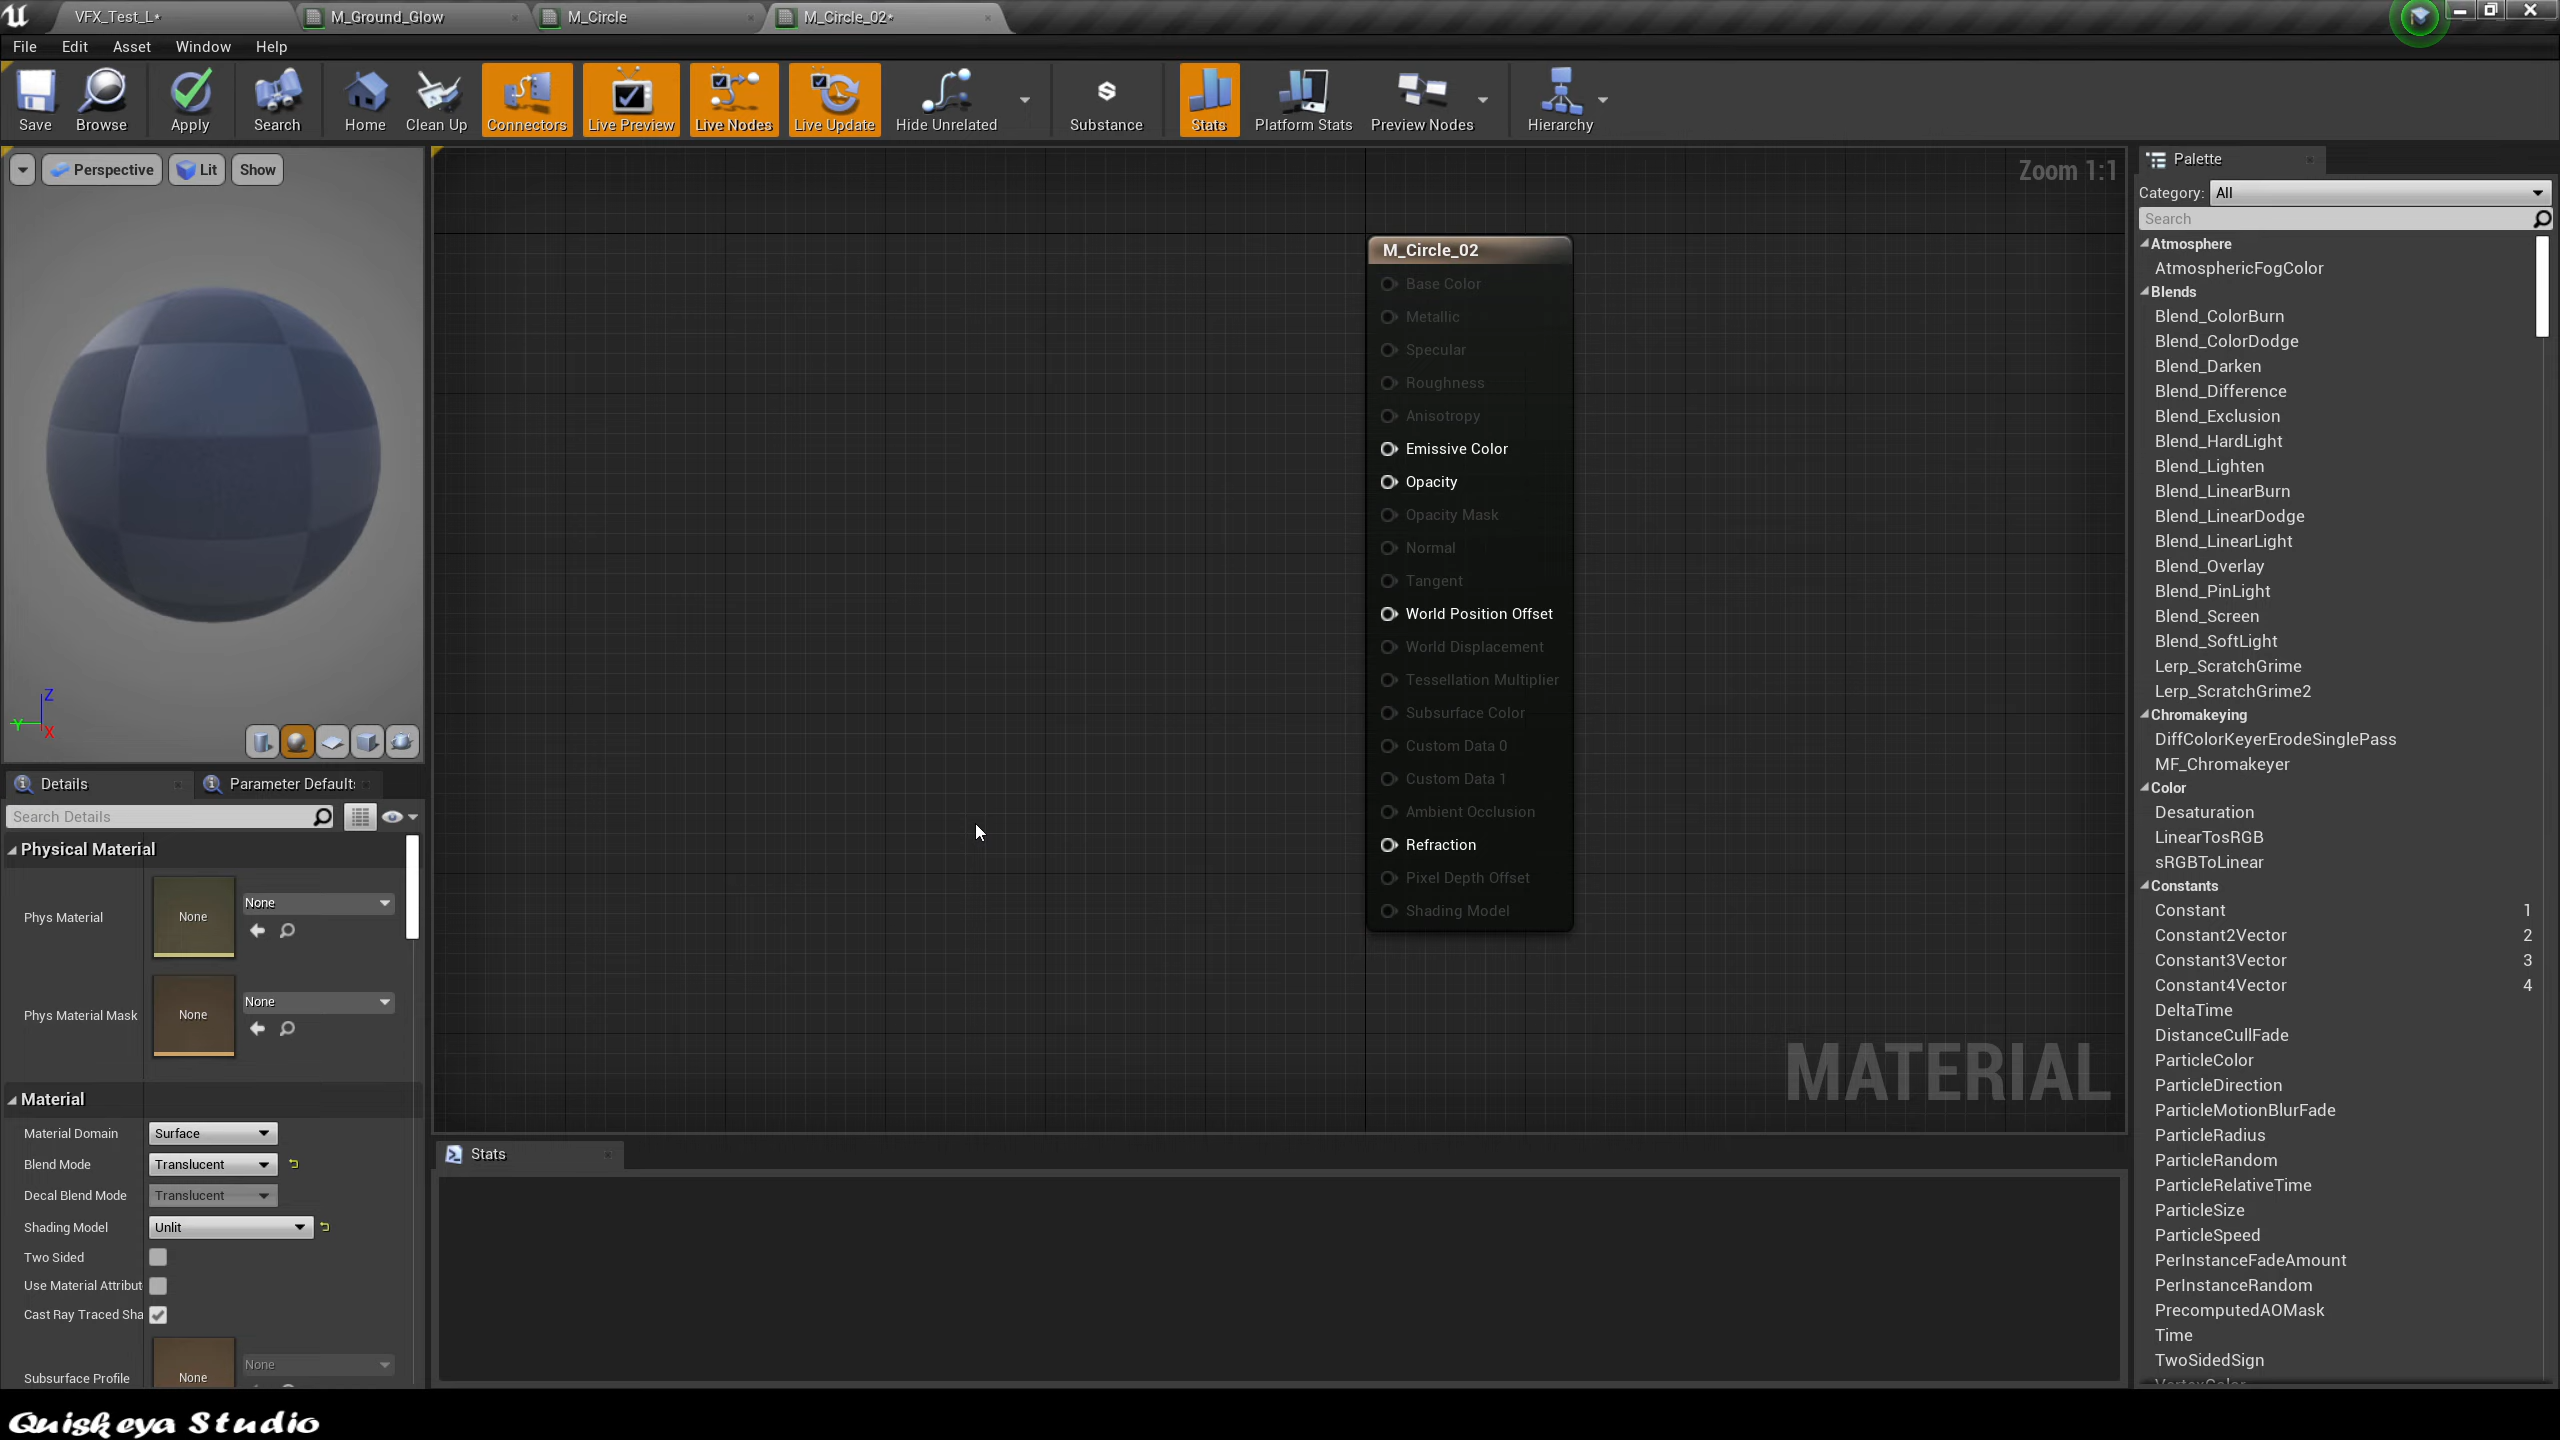 VFX_Test_L*
M_Ground_Glow
M_Circle
M_Circle_02*
File
Edit
Asset
Window
Help
Save
Browse
Apply
Search
Home
Clean Up
Connectors
Live Preview
Live Nodes
Live Update
Hide Unrelated
Substance
Stats
Platform Stats
Preview Nodes
Hierarchy
Perspective
Lit
Show
Z
Y
X
Zoom 1:1
M_Circle_02
Base Color
Metallic
Specular
Roughness
Anisotropy
Emissive Color
Opacity
Opacity Mask
Normal
Tangent
World Position Offset
World Displacement
Tessellation Multiplier
Subsurface Color
Custom Data 0
Custom Data 1
Ambient Occlusion
Refraction
Pixel Depth Offset
Shading Model
MATERIAL
Details
Parameter Default
Search Details
Physical Material
Phys Material
None
None
Phys Material Mask
None
None
Material
Material Domain
Surface
Blend Mode
Translucent
Decal Blend Mode
Translucent
Shading Model
Unlit
Two Sided
Use Material Attribut
Cast Ray Traced Sha
Subsurface Profile
None
None
Stats
Palette
Category:
All
Search
Atmosphere
AtmosphericFogColor
Blends
Blend_ColorBurn
Blend_ColorDodge
Blend_Darken
Blend_Difference
Blend_Exclusion
Blend_HardLight
Blend_Lighten
Blend_LinearBurn
Blend_LinearDodge
Blend_LinearLight
Blend_Overlay
Blend_PinLight
Blend_Screen
Blend_SoftLight
Lerp_ScratchGrime
Lerp_ScratchGrime2
Chromakeying
DiffColorKeyerErodeSinglePass
MF_Chromakeyer
Color
Desaturation
LinearTosRGB
sRGBToLinear
Constants
Constant 1
Constant2Vector 2
Constant3Vector 3
Constant4Vector 4
DeltaTime
DistanceCullFade
ParticleColor
ParticleDirection
ParticleMotionBlurFade
ParticleRadius
ParticleRandom
ParticleRelativeTime
ParticleSize
ParticleSpeed
PerInstanceFadeAmount
PerInstanceRandom
PrecomputedAOMask
Time
TwoSidedSign
Quiskeya Studio